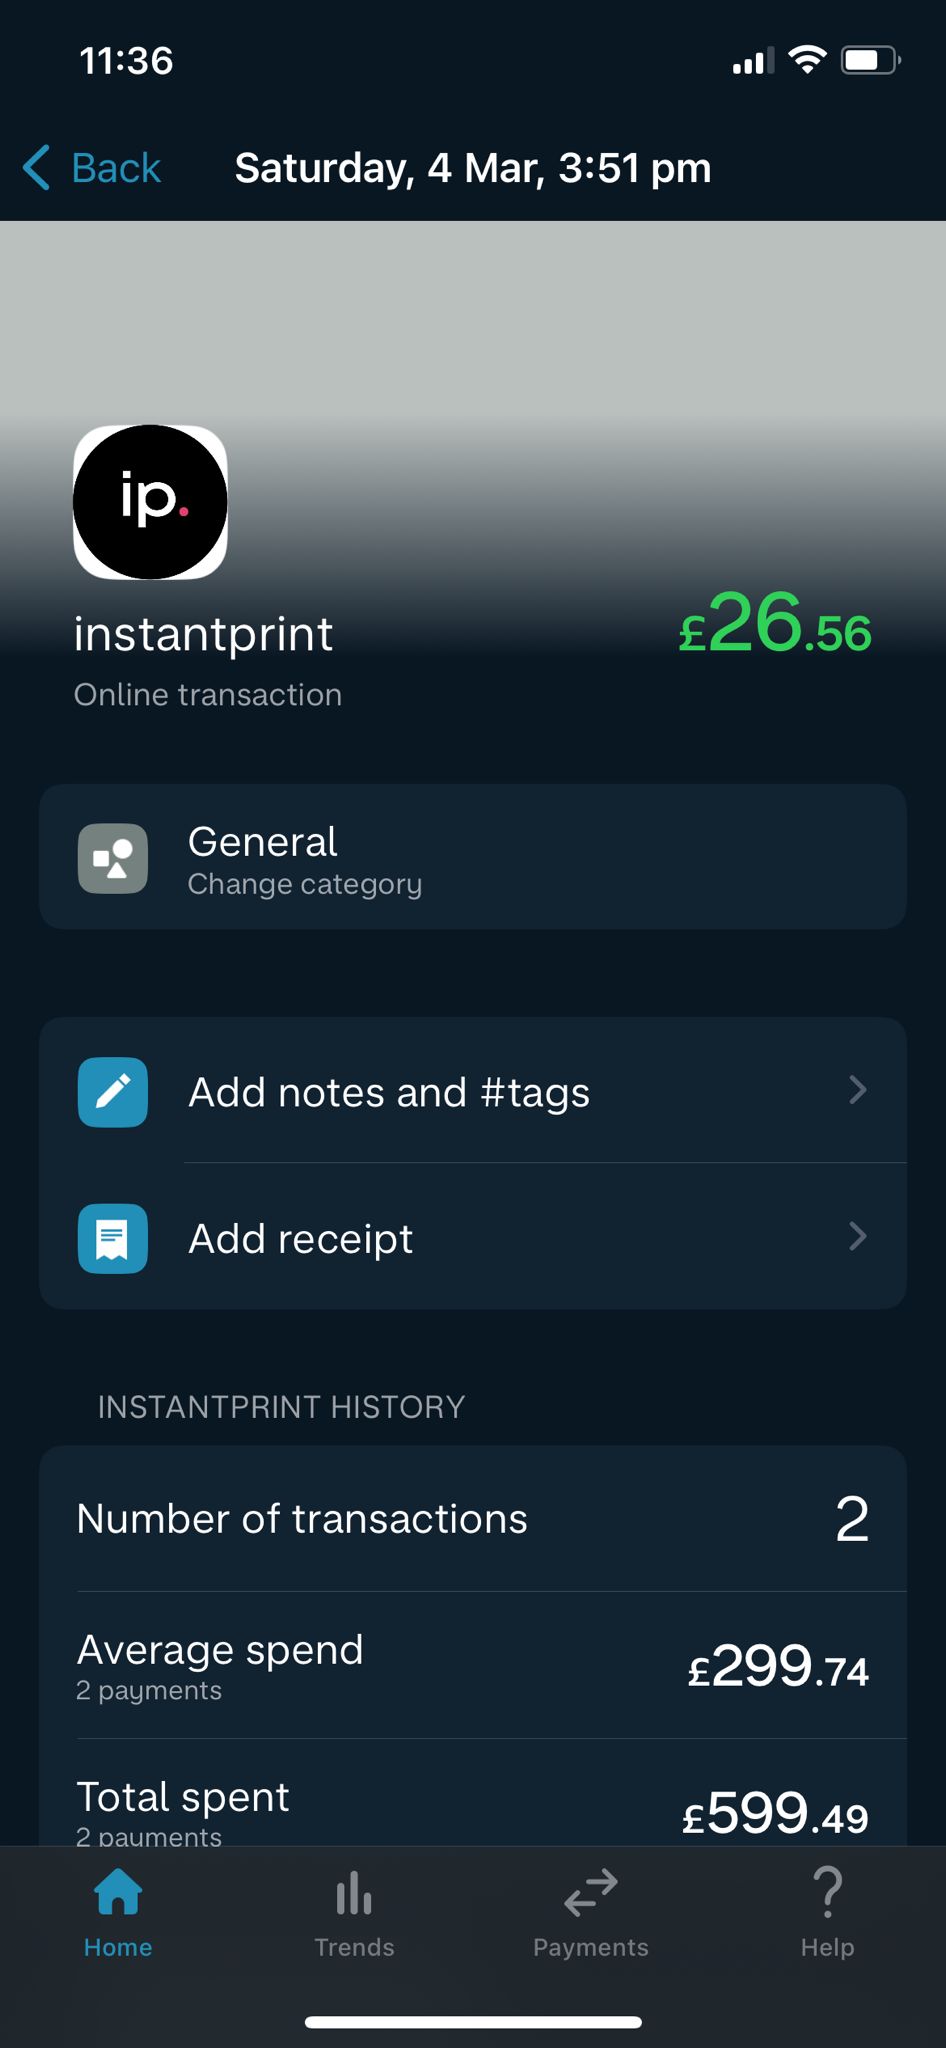 11:36
Back
Saturday, 4 Mar, 3:51 pm
ip.
instantprint
£26.56
Online transaction
General
Change category
Add notes and #tags
Add receipt
INSTANTPRINT HISTORY
Number of transactions
2
Average spend
£299.74
2 payments
Total spent
£599.49
2 payments
Home
Trends
Payments
Help